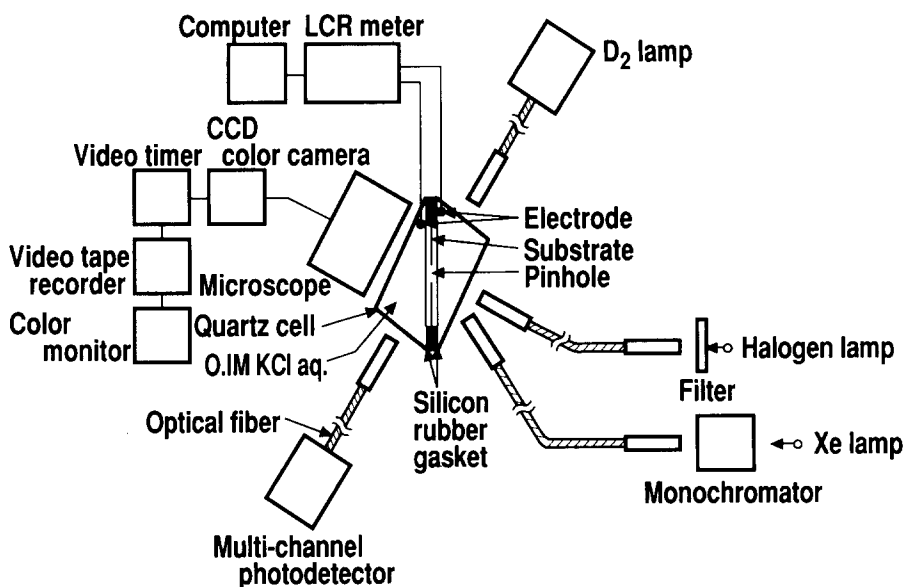 Computer LCR meter
D2 lamp
CCD
Video timer color camera
Electrode
Substrate
Pinhole
Video tape
recorder
Microscope
Color
monitor
Quartz cell
O.IM KCl aq.
Halogen lamp
Filter
Silicon
rubber
gasket
Optical fiber
Xe lamp
Monochromator
Multi-channel
photodetector